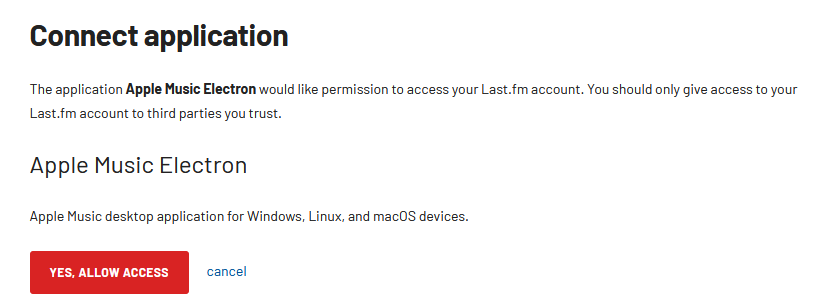 Connect application
The application Apple Music Electron would like permission to access your Last.fm account. You should only give access to your
Last.fm account to third parties you trust.
Apple Music Electron
Apple Music desktop application for Windows, Linux, and macOS devices.
YES, ALLOW ACCESS cancel